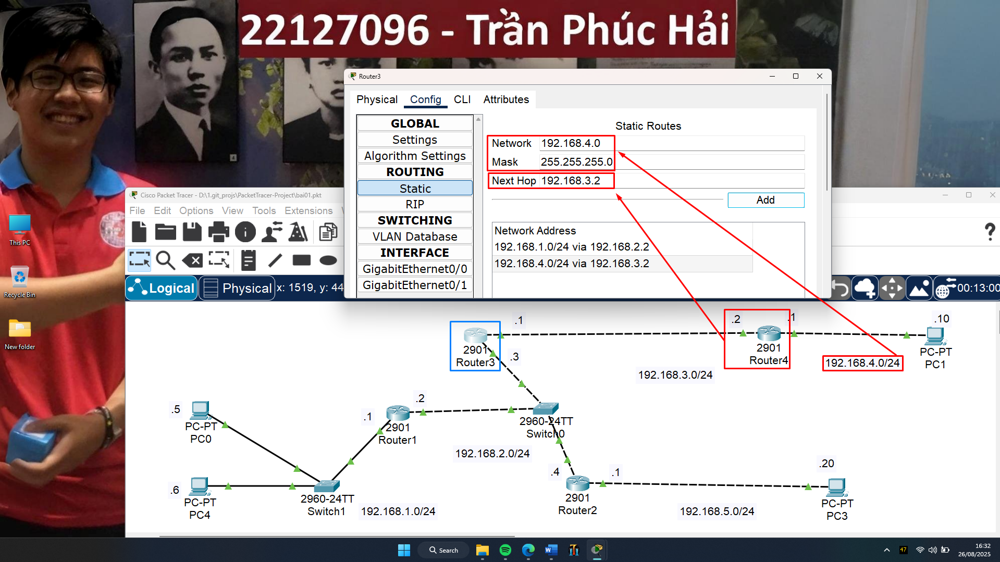 22127096 - Trần Phúc Hải
Router3
Physical
Config
CLI
Attributes
GLOBAL
Settings
Algorithm Settings
ROUTING
Static
RIP
SWITCHING
VLAN Database
INTERFACE
GigabitEthernet0/0
GigabitEthernet0/1
Static Routes
Network 192.168.4.0
Mask 255.255.255.0
Next Hop 192.168.3.2
Add
Network Address
192.168.1.0/24 via 192.168.2.2
192.168.4.0/24 via 192.168.3.2
This PC
Recycle Bin
New folder
Cisco Packet Tracer - D:\1.git_projs\PacketTracer-Project\bai01.pkt
File Edit Options View Tools Extensions
Logical
Physical
x: 1519, y: 44
00:13:00
.1
2901
Router3
.3
.2
.1
2901
Router4
192.168.3.0/24
192.168.4.0/24
.10
PC-PT
PC1
.5
PC-PT
PC0
.1
.2
2901
Router1
2960-24TT
Switch0
192.168.2.0/24
.6
PC-PT
PC4
2960-24TT
Switch1
192.168.1.0/24
.4
.1
2901
Router2
192.168.5.0/24
.20
PC-PT
PC3
Search
47
16:32
26/08/2025